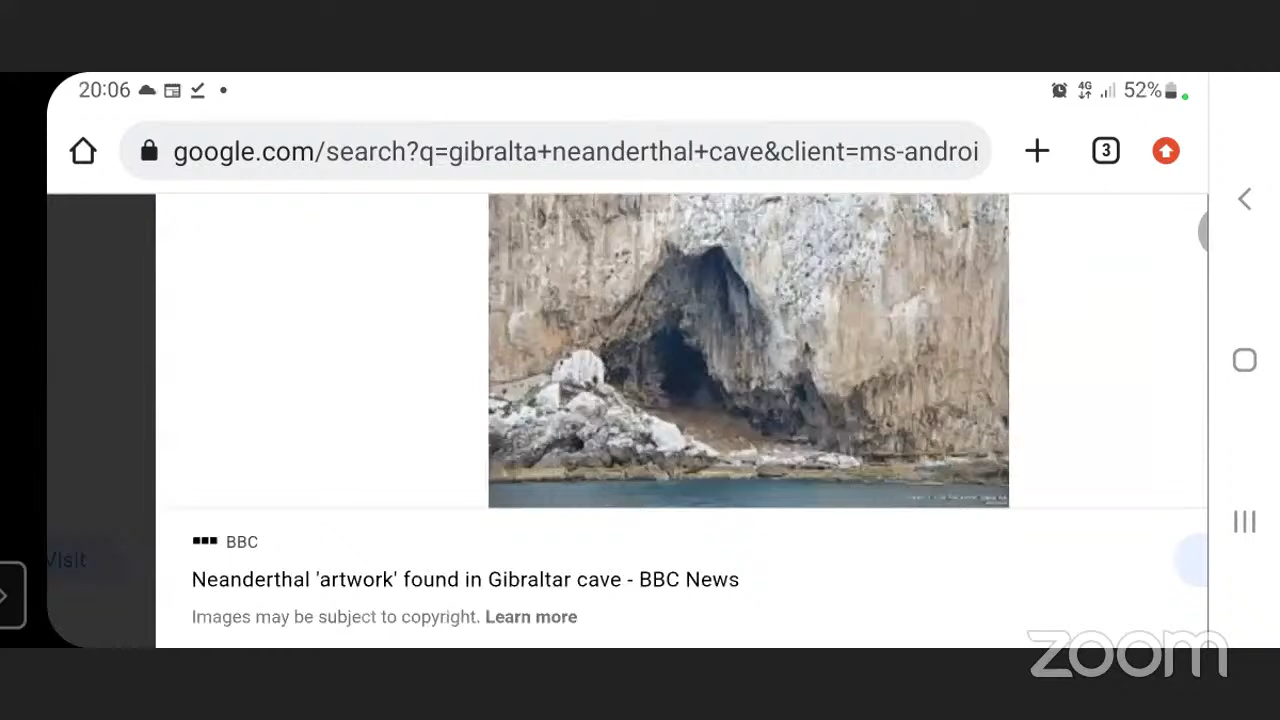 20:06
4G
52%
google.com/search?q=gibralta+neanderthal+cave&client=ms-androi
3
Visit
BBC
Neanderthal 'artwork' found in Gibraltar cave - BBC News
Images may be subject to copyright. Learn more
zoom